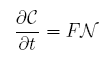 ∂𝒞/∂t = F𝒩